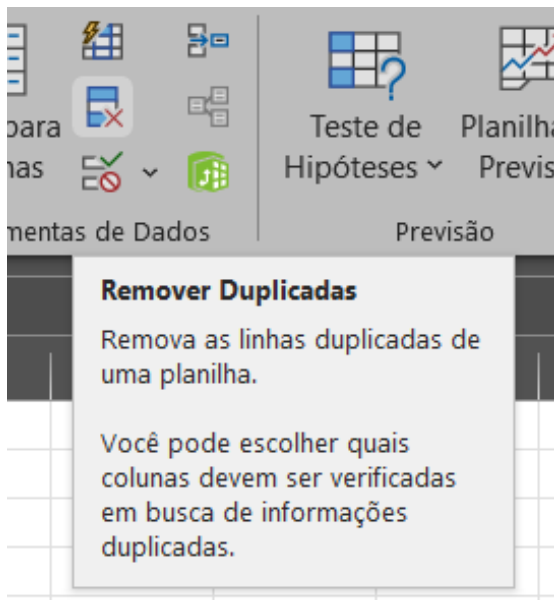 para
nas
Teste de
Hipóteses
Planilha
Previs
mentas de Dados
Previsão
Remover Duplicadas
Remova as linhas duplicadas de
uma planilha.
Você pode escolher quais
colunas devem ser verificadas
em busca de informações
duplicadas.